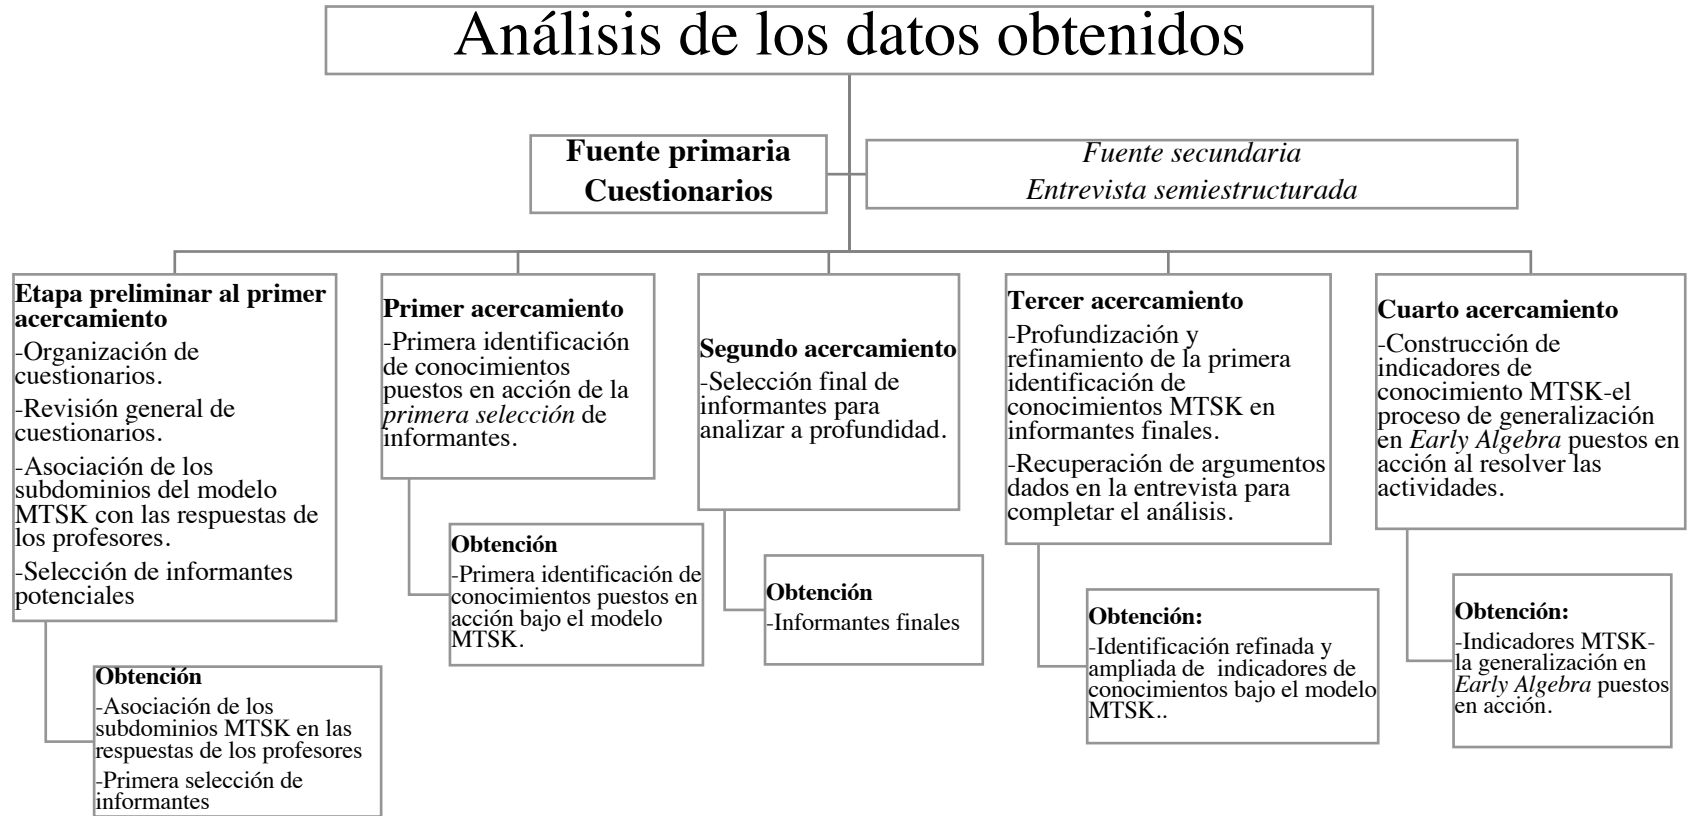 Análisis de los datos obtenidos
Fuente primaria
Cuestionarios
Fuente secundaria
Entrevista semiestructurada
Etapa preliminar al primer
acercamiento
-Organización de
cuestionarios.
-Revisión general de
cuestionarios.
-Asociación de los
subdominios del modelo
MTSK con las respuestas de
los profesores.
-Selección de informantes
potenciales
Obtención
-Asociación de los
subdominios MTSK en las
respuestas de los profesores
-Primera selección de
informantes
Primer acercamiento
-Primera identificación
de conocimientos
puestos en acción de la
primera selección de
informantes.
Obtención
-Primera identificación de
conocimientos puestos en
acción bajo el modelo
MTSK.
Segundo acercamiento
-Selección final de
informantes para
analizar a profundidad.
Obtención
-Informantes finales
Tercer acercamiento
-Profundización y
refinamiento de la primera
identificación de
conocimientos MTSK en
informantes finales.
-Recuperación de argumentos
dados en la entrevista para
completar el análisis.
Obtención:
-Identificación refinada y
ampliada de  indicadores de
conocimientos bajo el modelo
MTSK..
Cuarto acercamiento
-Construcción de
indicadores de
conocimiento MTSK-el
proceso de generalización
en Early Algebra puestos en
acción al resolver las
actividades.
Obtención:
-Indicadores MTSK-
la generalización en
Early Algebra puestos
en acción.